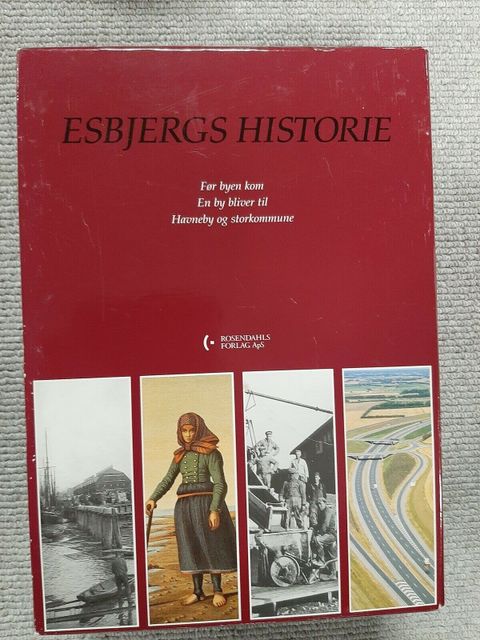 ESBJERGS HISTORIE
Før byen kom
En by bliver til
Havneby og storkommune
ROSENDAHLS
FORLAG ApS